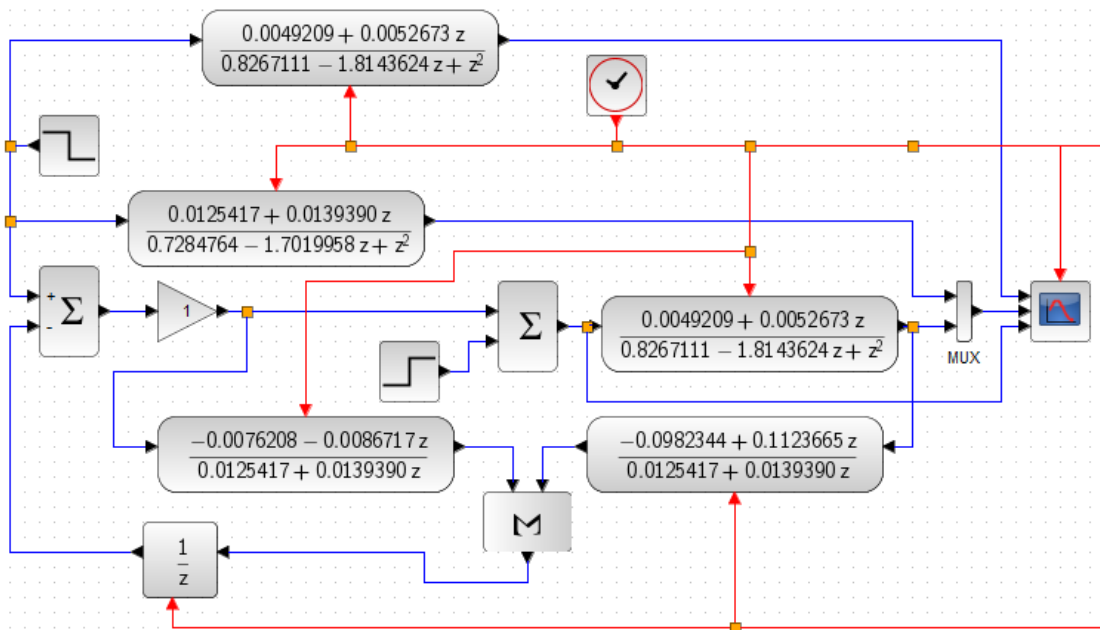 0.0049209 + 0.0052673 z
0.8267111 − 1.8143624 z + z²
0.0125417 + 0.0139390 z
0.7284764 − 1.7019958 z + z²
+
-
Σ
1
Σ
0.0049209 + 0.0052673 z
0.8267111 − 1.8143624 z + z²
MUX
−0.0076208 − 0.0086717 z
0.0125417 + 0.0139390 z
−0.0982344 + 0.1123665 z
0.0125417 + 0.0139390 z
Σ
1
z